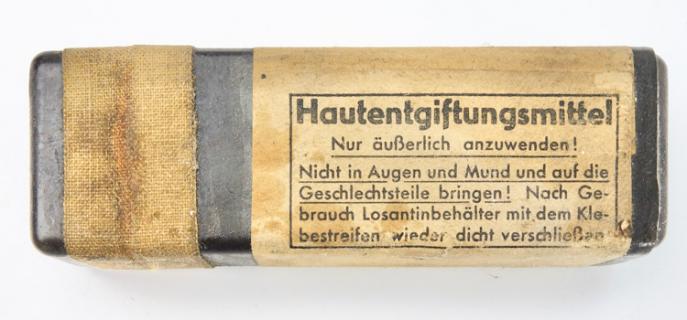 Hautentgiftungsmittel
Nur äußerlich anzuwenden!
Nicht in Augen und Mund und auf die
Geschlechtsteile bringen! Nach Ge-
brauch Losantinbehälter mit dem Kle-
bestreifen wieder dicht verschließen